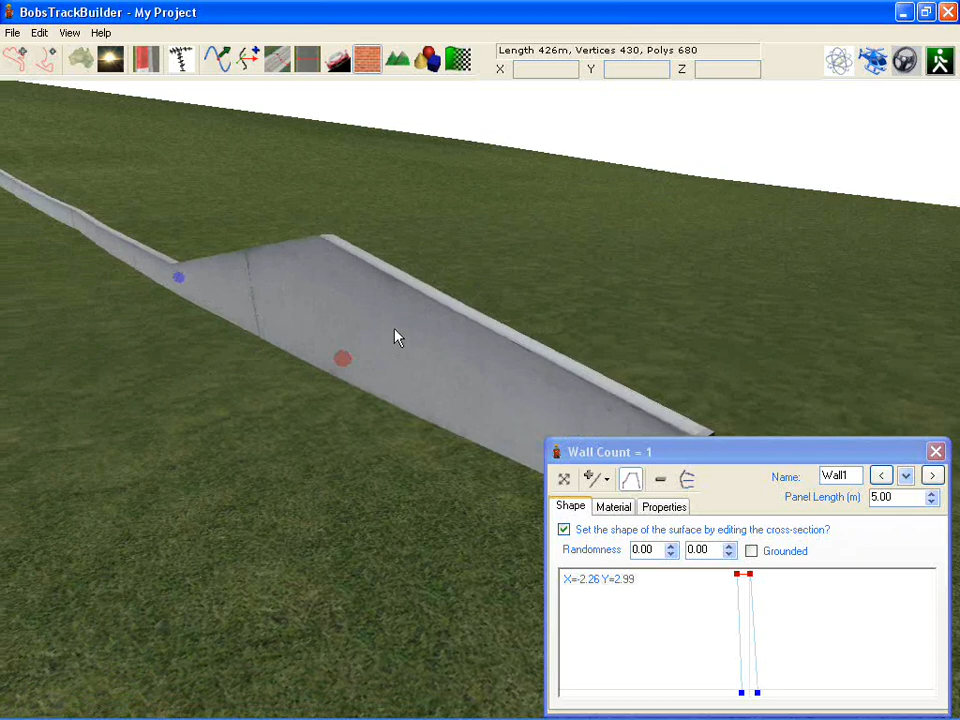 BobsTrackBuilder - My Project
File Edit View Help
Length 426m, Vertices 430, Polys 680
X Y Z
Wall Count = 1
Name: Wall1
Panel Length (m) 5.00
Shape Material Properties
Set the shape of the surface by editing the cross-section?
Randomness 0.00 0.00 Grounded
X=-2.26 Y=2.99